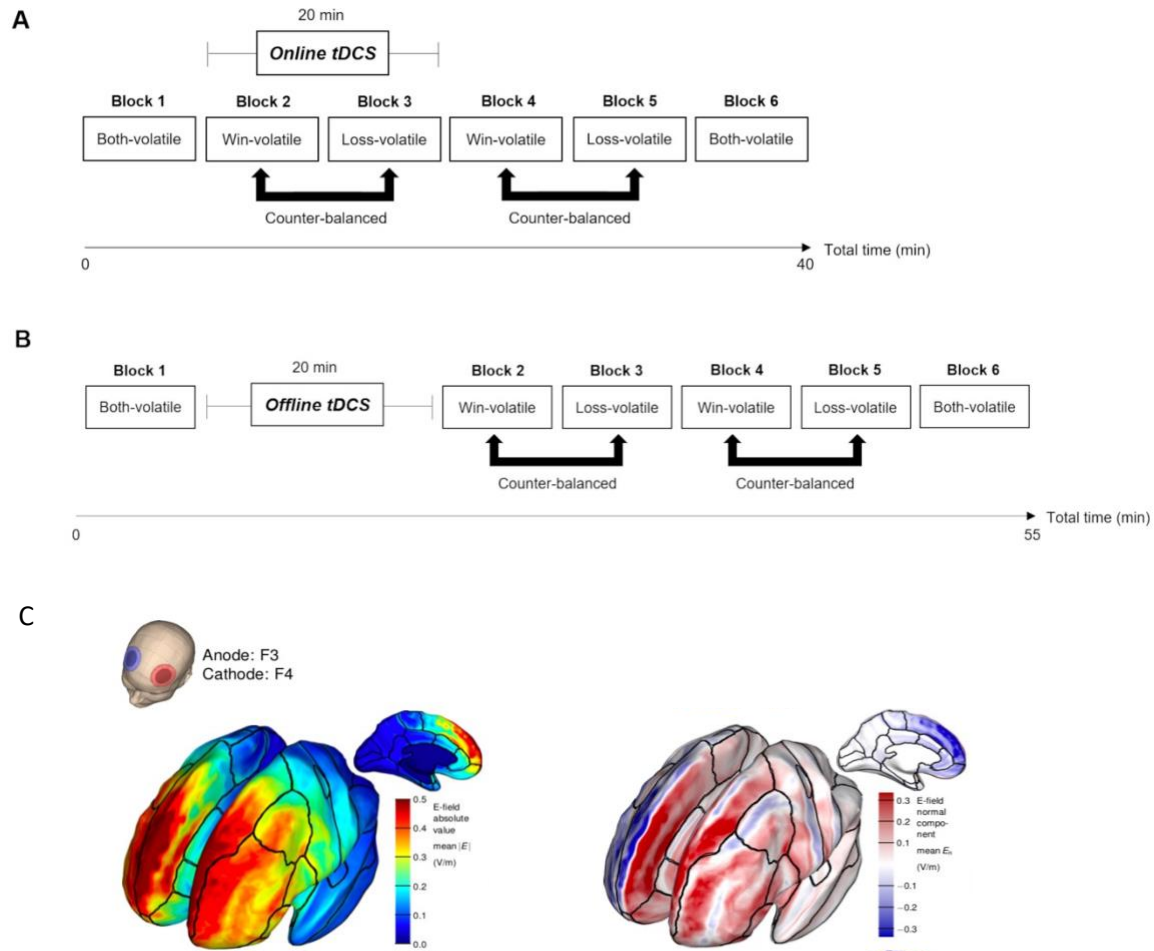 A
20 min
Online tDCS
Block 1 Block 2 Block 3 Block 4 Block 5 Block 6
Both-volatile Win-volatile Loss-volatile Win-volatile Loss-volatile Both-volatile
Counter-balanced Counter-balanced
Total time (min)
0 40
B
20 min
Block 1 Block 2 Block 3 Block 4 Block 5 Block 6
Both-volatile Offline tDCS Win-volatile Loss-volatile Win-volatile Loss-volatile Both-volatile
Counter-balanced Counter-balanced
Total time (min)
0 55
C
Anode: F3
Cathode: F4
0.5
0.4
0.3
0.2
0.1
0.0
E-field
absolute
value
mean |E|
(V/m)
0.3
0.2
0.1
−0.1
−0.2
−0.3
E-field
normal
compo-
nent
mean Eₙ
(V/m)